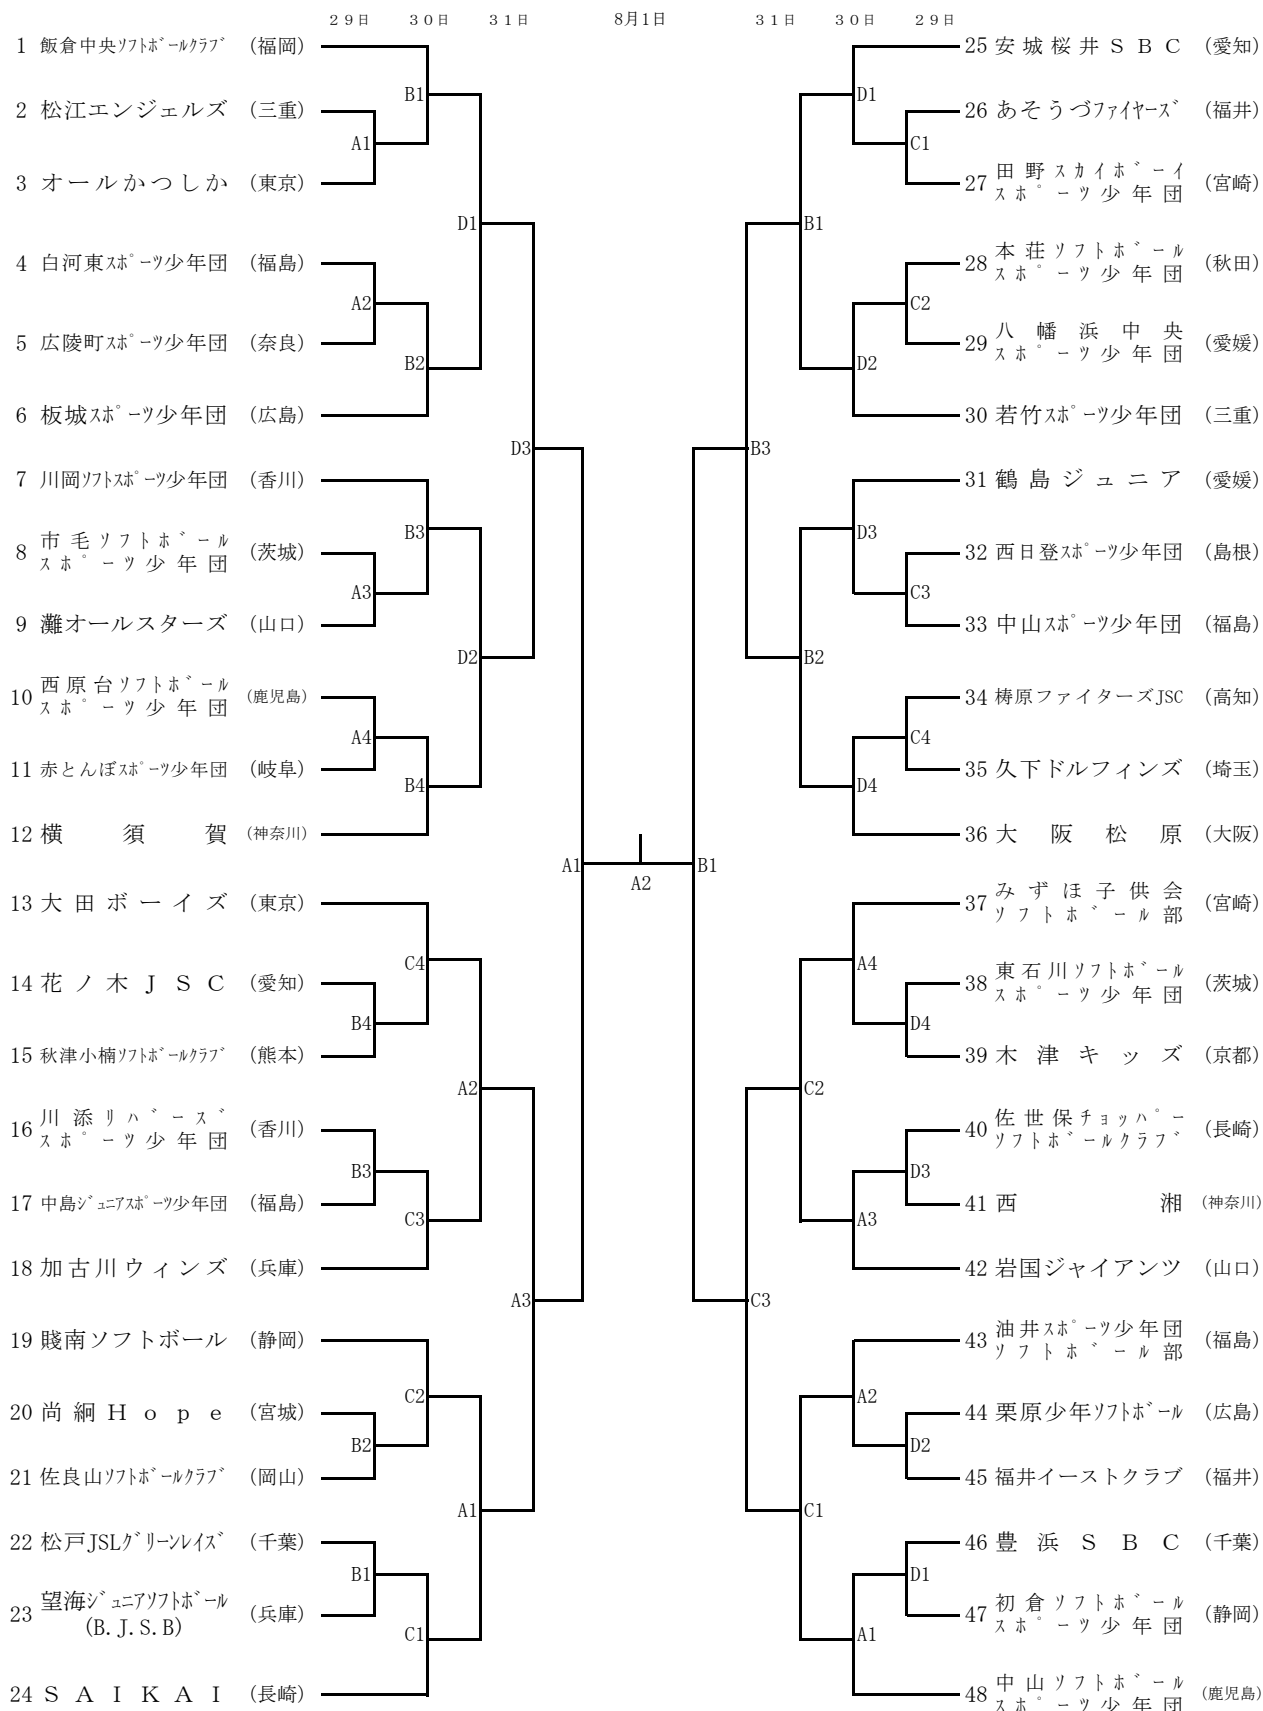 ２９日 ３０日 ３１日 8月1日 ３１日 ３０日 ２９日
1 飯倉中央ソフトボールクラブ (福岡)
B1
2 松江エンジェルズ (三重)
A1
3 オールかつしか (東京)
D1
4 白河東スポーツ少年団 (福島)
A2
5 広陵町スポーツ少年団 (奈良)
B2
6 板城スポーツ少年団 (広島)
D3
7 川岡ソフトスポーツ少年団 (香川)
B3
8 市毛ソフトボール
スポーツ少年団 (茨城)
A3
9 灘オールスターズ (山口)
D2
10 西原台ソフトボール
スポーツ少年団 (鹿児島)
A4
11 赤とんぼスポーツ少年団 (岐阜)
B4
12 横須賀 (神奈川)
A1
A2
B1
13 大田ボーイズ (東京)
C4
14 花ノ木ＪＳＣ (愛知)
B4
15 秋津小楠ソフトボールクラブ (熊本)
A2
16 川添リバーズ
スポーツ少年団 (香川)
B3
17 中島ジュニアスポーツ少年団 (福島)
C3
18 加古川ウィンズ (兵庫)
A3
19 賤南ソフトボール (静岡)
C2
20 尚絅Ｈｏｐｅ (宮城)
B2
21 佐良山ソフトボールクラブ (岡山)
A1
22 松戸JSLグリーンレイズ (千葉)
B1
23 望海ジュニアソフトボール
(B.J.S.B) (兵庫)
C1
24 ＳＡＩＫＡＩ (長崎)
25 安城桜井ＳＢＣ (愛知)
D1
26 あそうづファイヤーズ (福井)
C1
27 田野スカイボーイ
スポーツ少年団 (宮崎)
B1
28 本荘ソフトボール
スポーツ少年団 (秋田)
C2
29 八幡浜中央
スポーツ少年団 (愛媛)
D2
30 若竹スポーツ少年団 (三重)
B3
31 鶴島ジュニア (愛媛)
D3
32 西日登スポーツ少年団 (島根)
C3
33 中山スポーツ少年団 (福島)
B2
34 梼原ファイターズJSC (高知)
C4
35 久下ドルフィンズ (埼玉)
D4
36 大阪松原 (大阪)
37 みずほ子供会
ソフトボール部 (宮崎)
A4
38 東石川ソフトボール
スポーツ少年団 (茨城)
D4
39 木津キッズ (京都)
C2
40 佐世保チョッパー
ソフトボールクラブ (長崎)
D3
41 西湘 (神奈川)
A3
42 岩国ジャイアンツ (山口)
C3
43 油井スポーツ少年団
ソフトボール部 (福島)
A2
44 栗原少年ソフトボール (広島)
D2
45 福井イーストクラブ (福井)
C1
46 豊浜ＳＢＣ (千葉)
D1
47 初倉ソフトボール
スポーツ少年団 (静岡)
A1
48 中山ソフトボール
スポーツ少年団 (鹿児島)